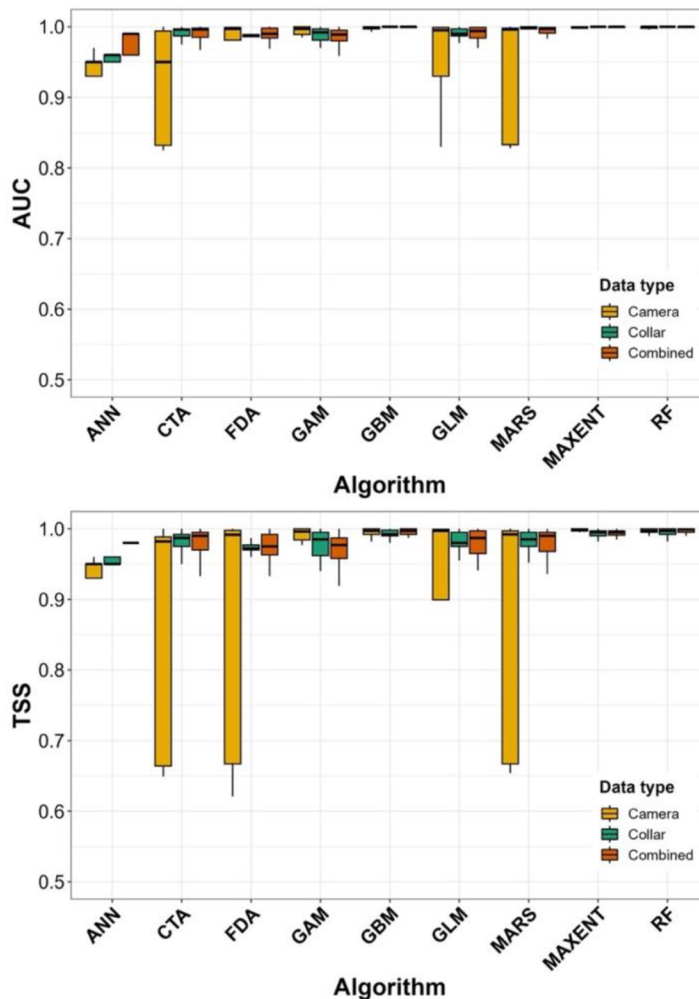 AUC
1.0
0.9
0.8
0.7
0.6
0.5
Data type
Camera
Collar
Combined
ANN
CTA
FDA
GAM
GBM
GLM
MARS
MAXENT
RF
Algorithm
TSS
1.0
0.9
0.8
0.7
0.6
0.5
Data type
Camera
Collar
Combined
ANN
CTA
FDA
GAM
GBM
GLM
MARS
MAXENT
RF
Algorithm